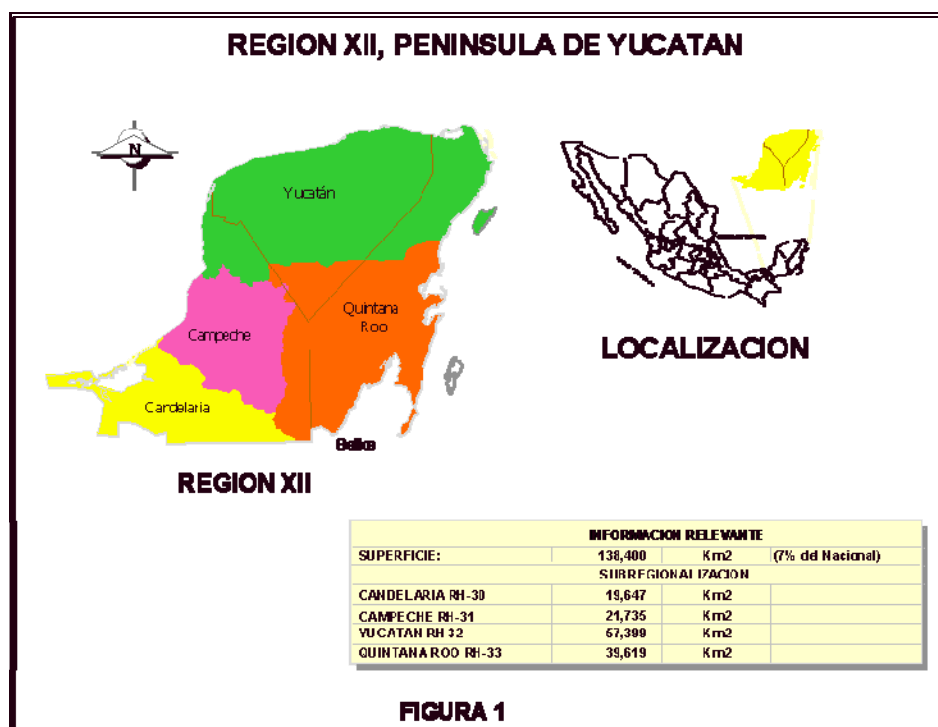 REGION XII, PENINSULA DE YUCATAN
N
Yucatán
Quintana
Roo
Campeche
Candelaria
Belice
REGION XII
LOCALIZACION
INFORMACION RELEVANTE
SUPERFICIE: 138,400 Km2 (7% del Nacional)
SUBREGIONALIZACION
CANDELARIA RH-30 19,647 Km2
CAMPECHE RH-31 21,735 Km2
YUCATAN RH 32 57,399 Km2
QUINTANA ROO RH-33 39,619 Km2
FIGURA 1